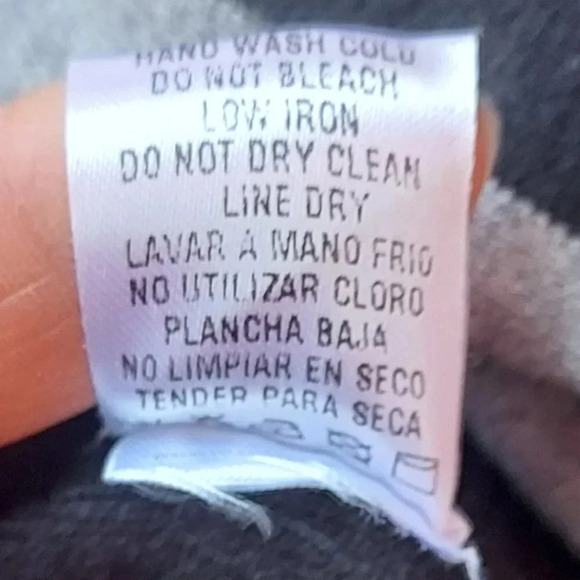 HAND WASH COLD
DO NOT BLEACH
LOW IRON
DO NOT DRY CLEAN
LINE DRY
LAVAR A MANO FRIO
NO UTILIZAR CLORO
PLANCHA BAJA
NO LIMPIAR EN SECO
TENDER PARA SECA